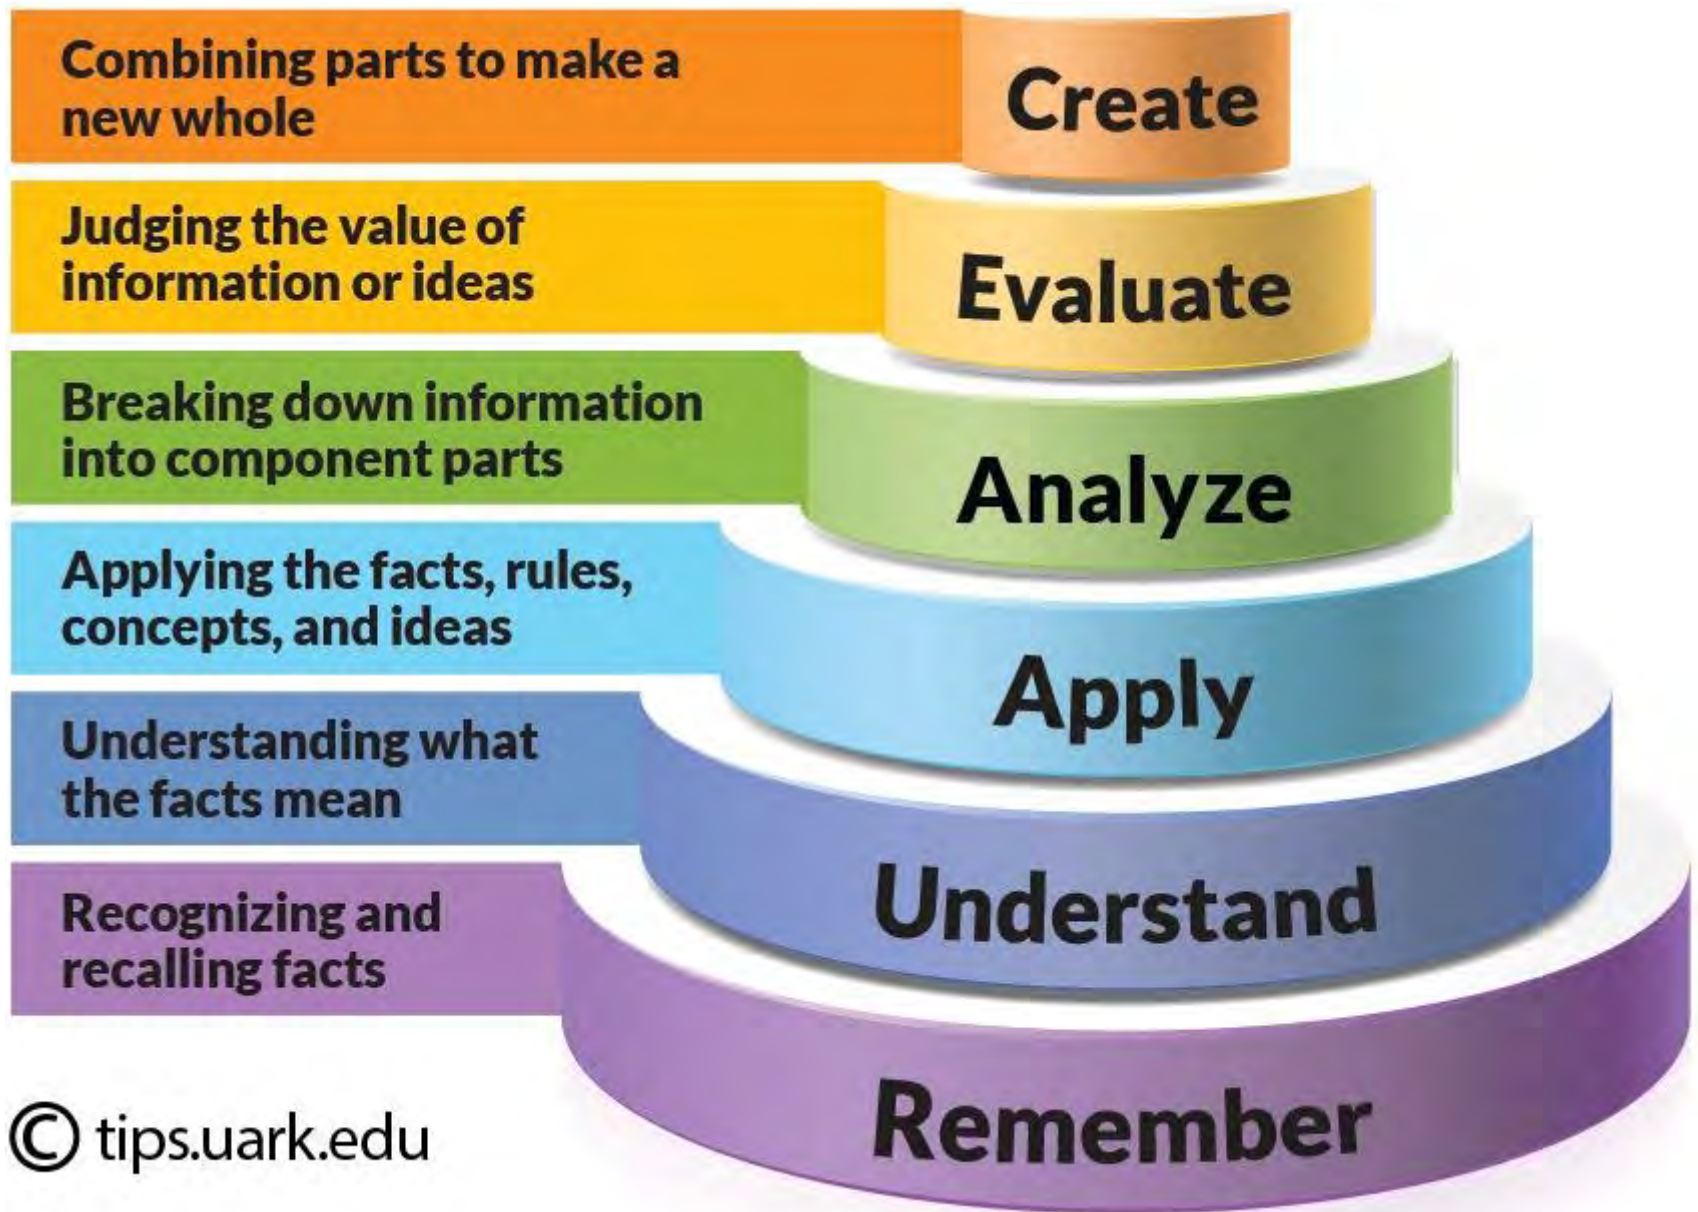 Combining parts to make a
new whole
Create
Judging the value of
information or ideas
Evaluate
Breaking down information
into component parts
Analyze
Applying the facts, rules,
concepts, and ideas
Apply
Understanding what
the facts mean
Understand
Recognizing and
recalling facts
Remember
© tips.uark.edu